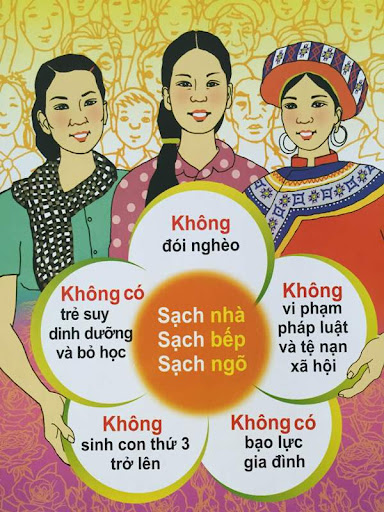 Không
đói nghèo
Không có
trẻ suy
dinh dưỡng
và bỏ học
Sạch nhà
Sạch bếp
Sạch ngõ
Không
vi phạm
pháp luật
và tệ nạn
xã hội
Không
sinh con thứ 3
trở lên
Không có
bạo lực
gia đình